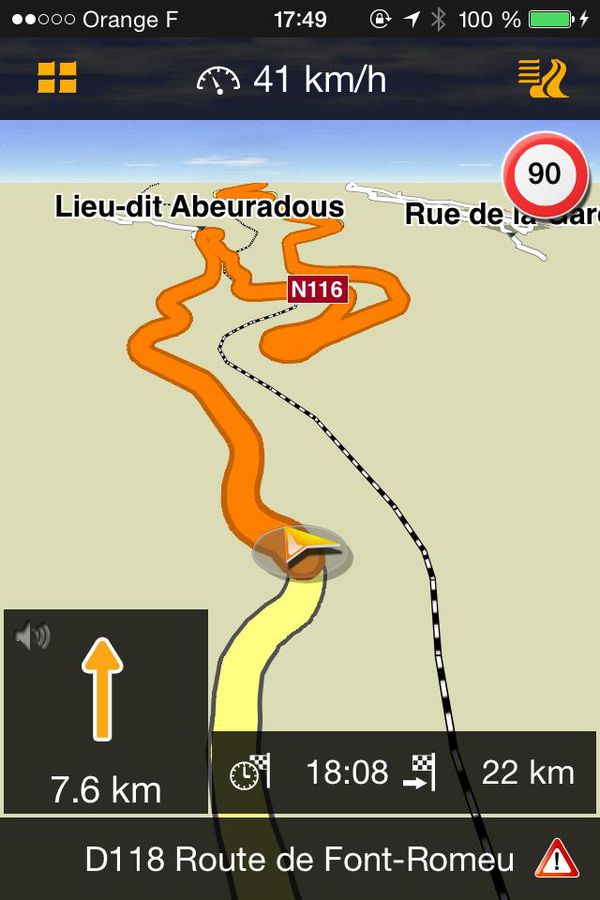 Orange F 17:49 100 %
41 km/h
90
Lieu-dit Abeuradous
Rue de la Gare
N116
7.6 km
18:08 22 km
D118 Route de Font-Romeu